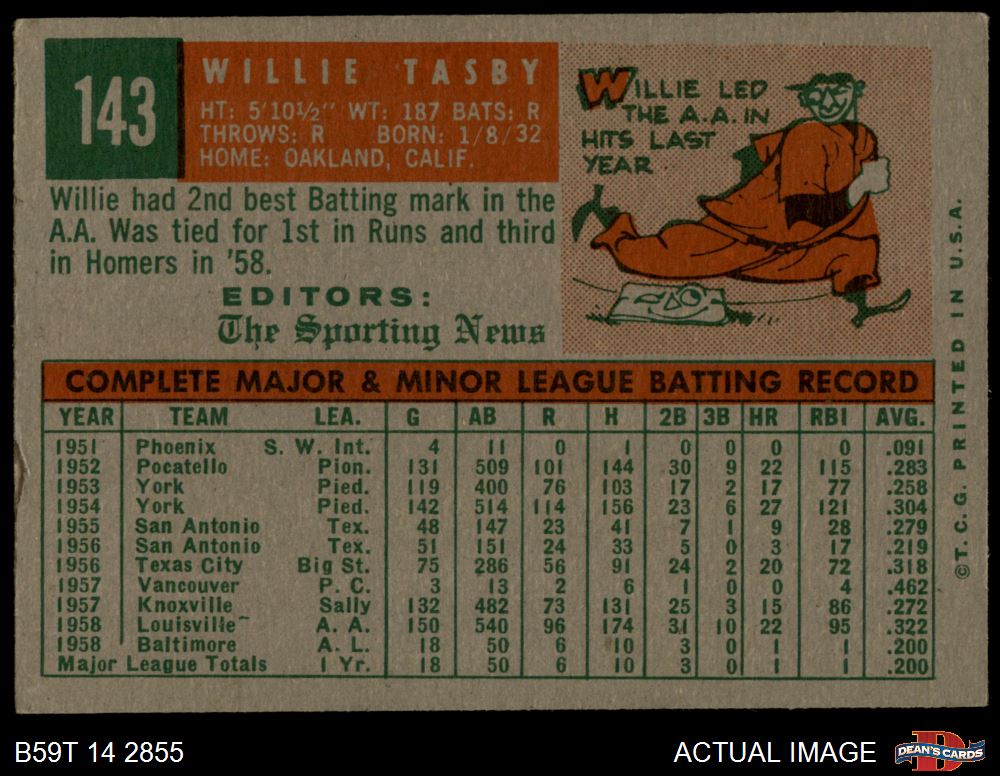 143
WILLIE TASBY
HT: 5'10½" WT: 187 BATS: R
THROWS: R BORN: 1/8/32
HOME: OAKLAND, CALIF.
Willie had 2nd best Batting mark in the
A.A. Was tied for 1st in Runs and third
in Homers in '58.
EDITORS:
The Sporting News
WILLIE LED
THE A.A. IN
HITS LAST
YEAR
COMPLETE MAJOR & MINOR LEAGUE BATTING RECORD
YEAR TEAM LEA. G AB R H 2B 3B HR RBI AVG.
1951 Phoenix S. W. Int. 4 11 0 1 0 0 0 0 .091
1952 Pocatello Pion. 131 509 101 144 30 9 22 115 .283
1953 York Pied. 119 400 76 103 17 2 17 77 .258
1954 York Pied. 142 514 114 156 23 6 27 121 .304
1955 San Antonio Tex. 48 147 23 41 7 1 9 28 .279
1956 San Antonio Tex. 51 151 24 33 5 0 3 17 .219
1956 Texas City Big St. 75 286 56 91 24 2 20 72 .318
1957 Vancouver P. C. 3 13 2 6 1 0 0 4 .462
1957 Knoxville Sally 132 482 73 131 25 3 15 86 .272
1958 Louisville A. A. 150 540 96 174 31 10 22 95 .322
1958 Baltimore A. L. 18 50 6 10 3 0 1 1 .200
Major League Totals 1 Yr. 18 50 6 10 3 0 1 1 .200
©T. C. G. PRINTED IN U.S.A.
B59T 14 2855
ACTUAL IMAGE
DEAN'S CARDS